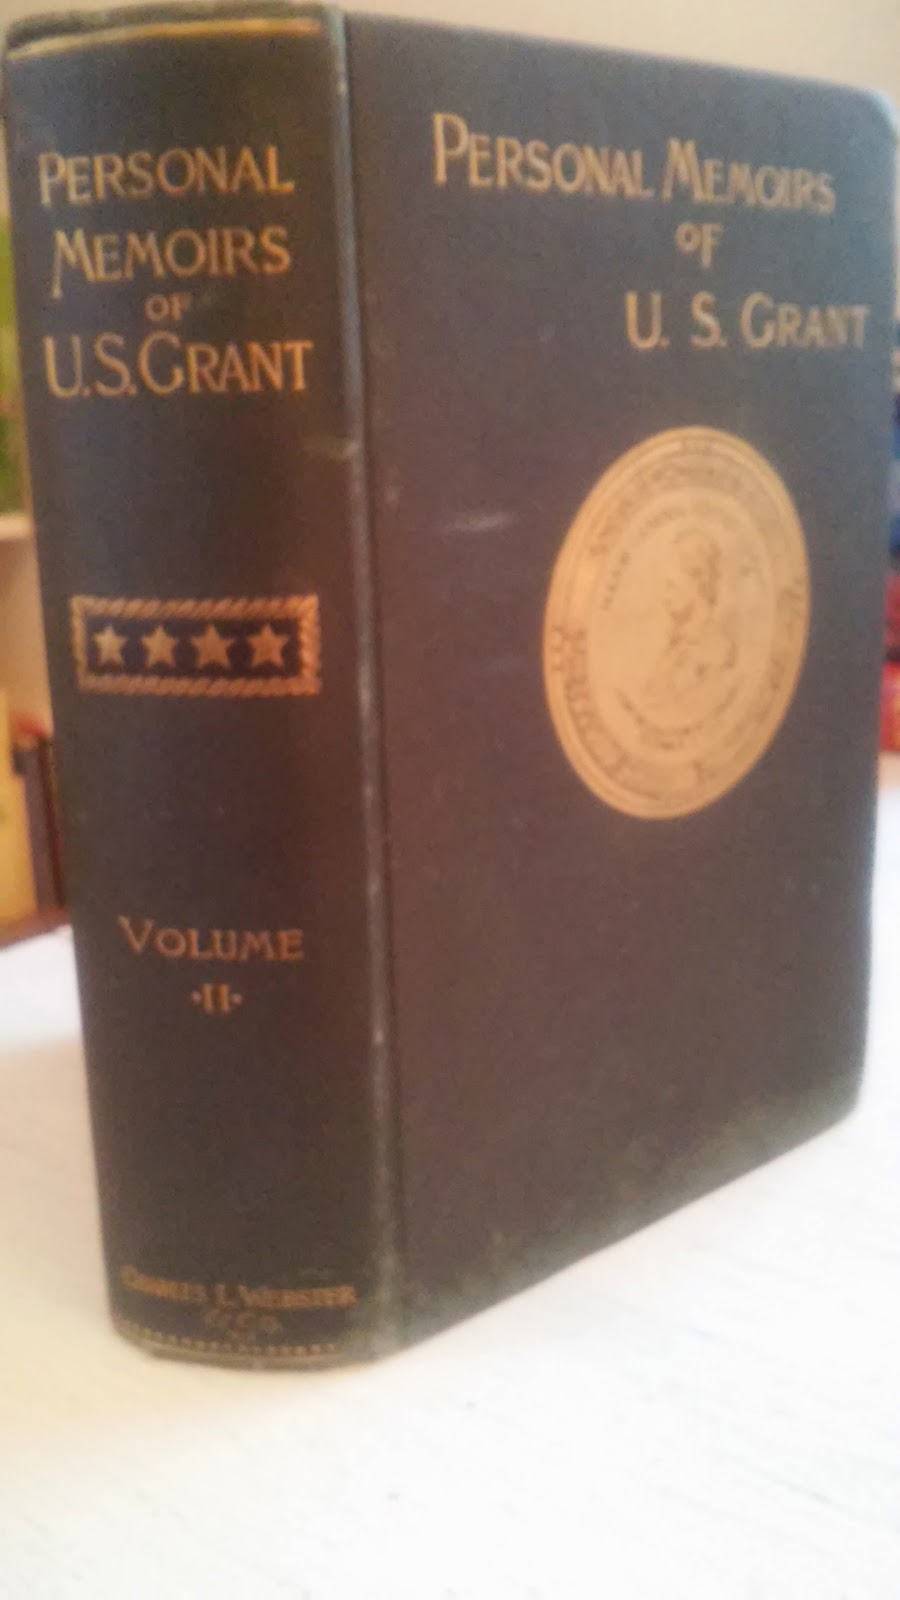 PERSONAL
MEMOIRS
OF
U.S. GRANT
VOLUME
·II·
CHARLES L. WEBSTER
PERSONAL MEMOIRS
OF
U. S. GRANT